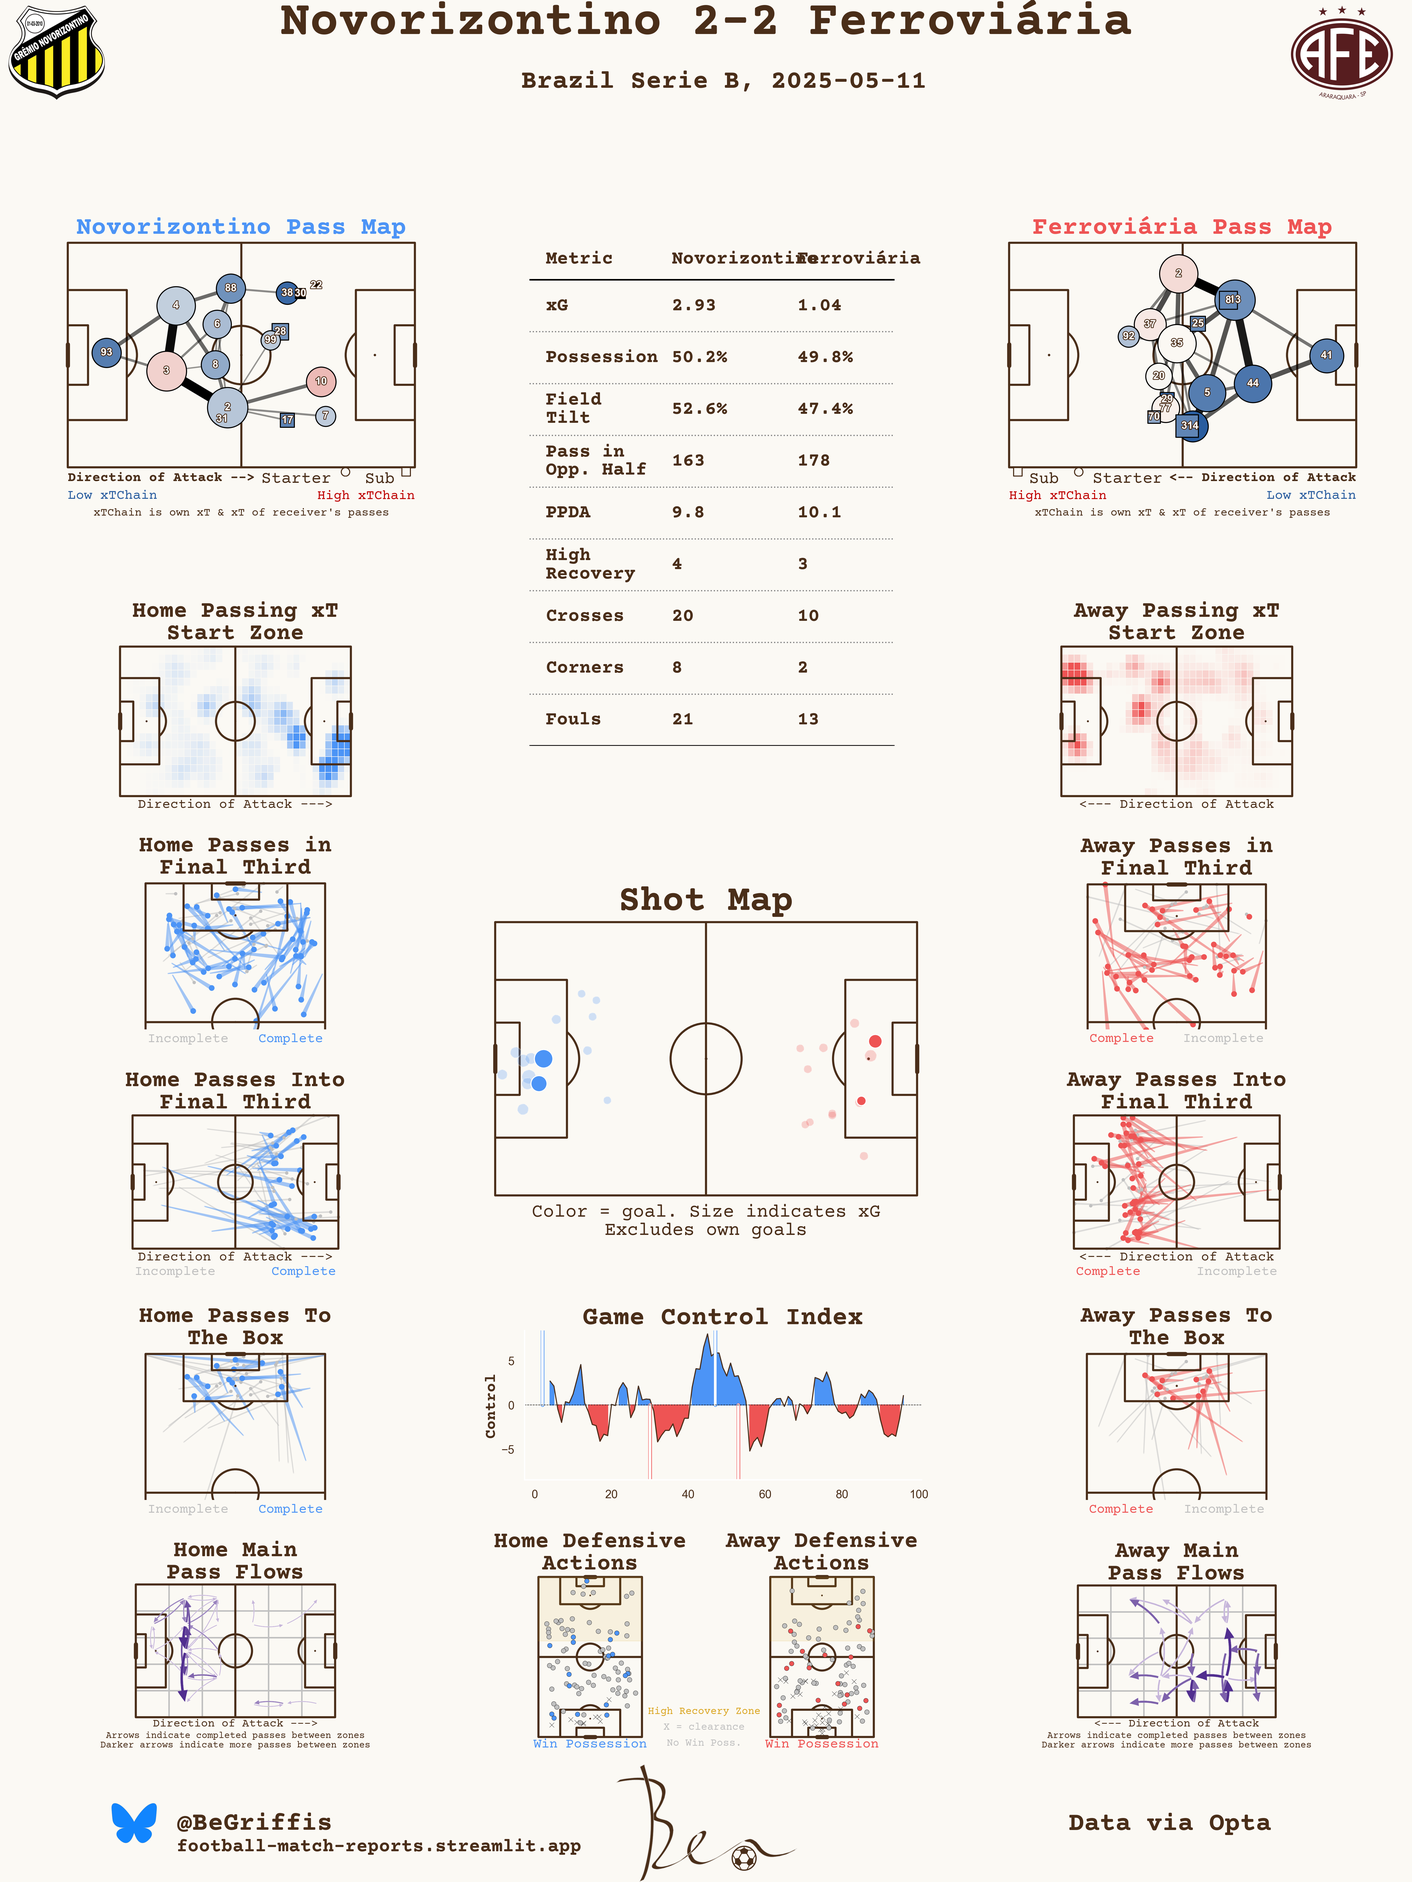 Novorizontino 2-2 Ferroviária
Brazil Serie B, 2025-05-11
01-03-2010
GRÊMIO NOVORIZONTINO
AFE
ARARAQUARA - SP
Novorizontino Pass Map
88
38
30
22
4
6
28
99
93
3
8
10
2
31
17
7
Direction of Attack --> Starter Sub
Low xTChain High xTChain
xTChain is own xT & xT of receiver's passes
Metric Novorizontino Ferroviária
xG 2.93 1.04
Possession 50.2% 49.8%
Field
Tilt 52.6% 47.4%
Pass in
Opp. Half 163 178
PPDA 9.8 10.1
High
Recovery 4 3
Crosses 20 10
Corners 8 2
Fouls 21 13
Ferroviária Pass Map
2
813
37
25
92
35
41
20
44
5
29
77
70
314
Sub Starter <-- Direction of Attack
High xTChain Low xTChain
xTChain is own xT & xT of receiver's passes
Home Passing xT
Start Zone
Direction of Attack --->
Away Passing xT
Start Zone
<--- Direction of Attack
Home Passes in
Final Third
Incomplete Complete
Away Passes in
Final Third
Complete Incomplete
Shot Map
Color = goal. Size indicates xG
Excludes own goals
Home Passes Into
Final Third
Direction of Attack --->
Incomplete Complete
Away Passes Into
Final Third
<--- Direction of Attack
Complete Incomplete
Home Passes To
The Box
Incomplete Complete
Game Control Index
Control
5
0
−5
0 20 40 60 80 100
Away Passes To
The Box
Complete Incomplete
Home Main
Pass Flows
Direction of Attack --->
Arrows indicate completed passes between zones
Darker arrows indicate more passes between zones
Home Defensive
Actions
Win Possession
High Recovery Zone
X = clearance
No Win Poss.
Away Defensive
Actions
Win Possession
Away Main
Pass Flows
<--- Direction of Attack
Arrows indicate completed passes between zones
Darker arrows indicate more passes between zones
@BeGriffis
football-match-reports.streamlit.app
Ben
Data via Opta